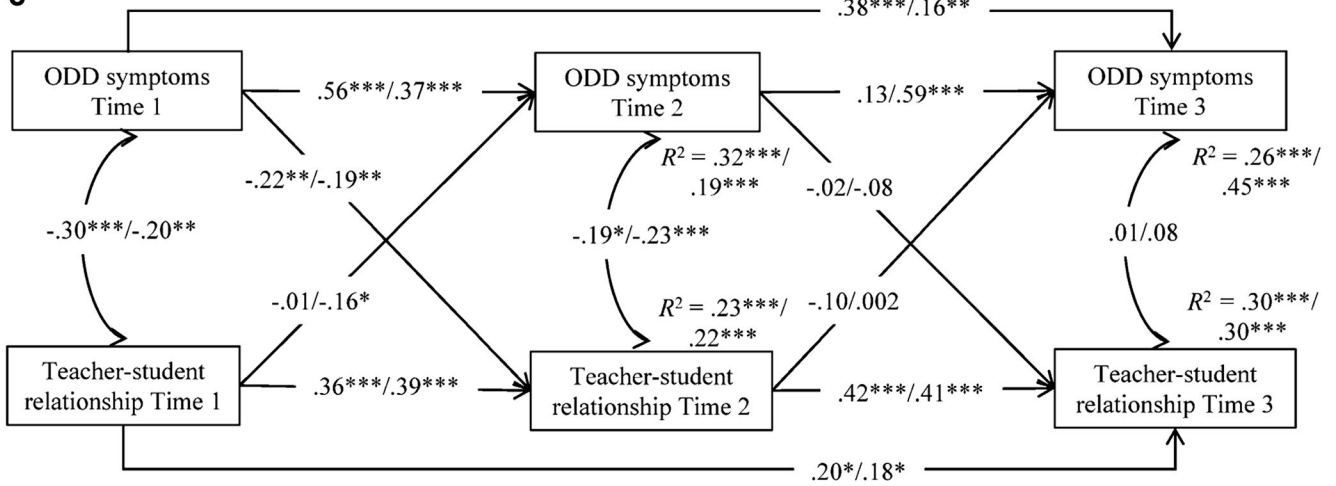 .38***/.16**
ODD symptoms
Time 1
.56***/.37***
ODD symptoms
Time 2
.13/.59***
ODD symptoms
Time 3
R² = .32***/
.19***
R² = .26***/
.45***
-.22**/-.19**
-.02/-.08
-.30***/-.20**
-.19*/-.23***
.01/.08
-.01/-.16*
R² = .23***/
.22***
-.10/.002
R² = .30***/
.30***
Teacher-student
relationship Time 1
.36***/.39***
Teacher-student
relationship Time 2
.42***/.41***
Teacher-student
relationship Time 3
.20*/.18*